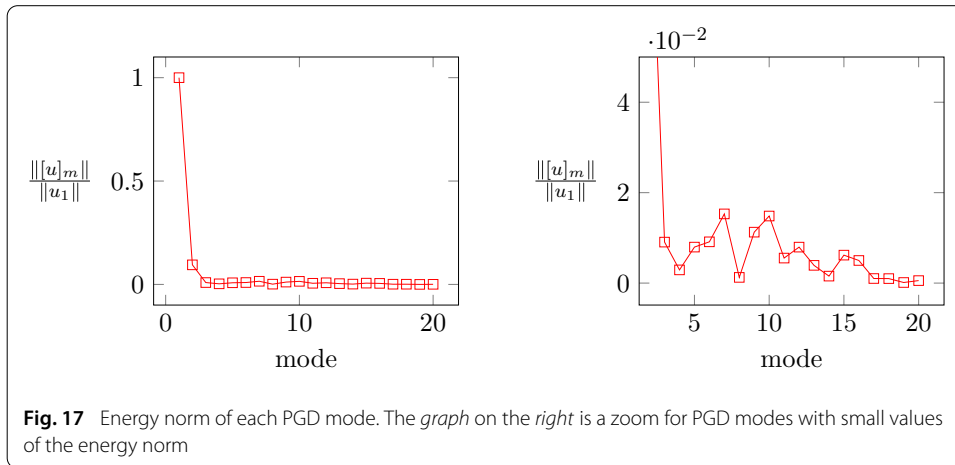 1
0.5
0
‖[u]m‖
‖u1‖
0 10 20
mode
·10−2
4
2
0
‖[u]m‖
‖u1‖
5 10 15 20
mode
Fig. 17 Energy norm of each PGD mode. The graph on the right is a zoom for PGD modes with small values
of the energy norm